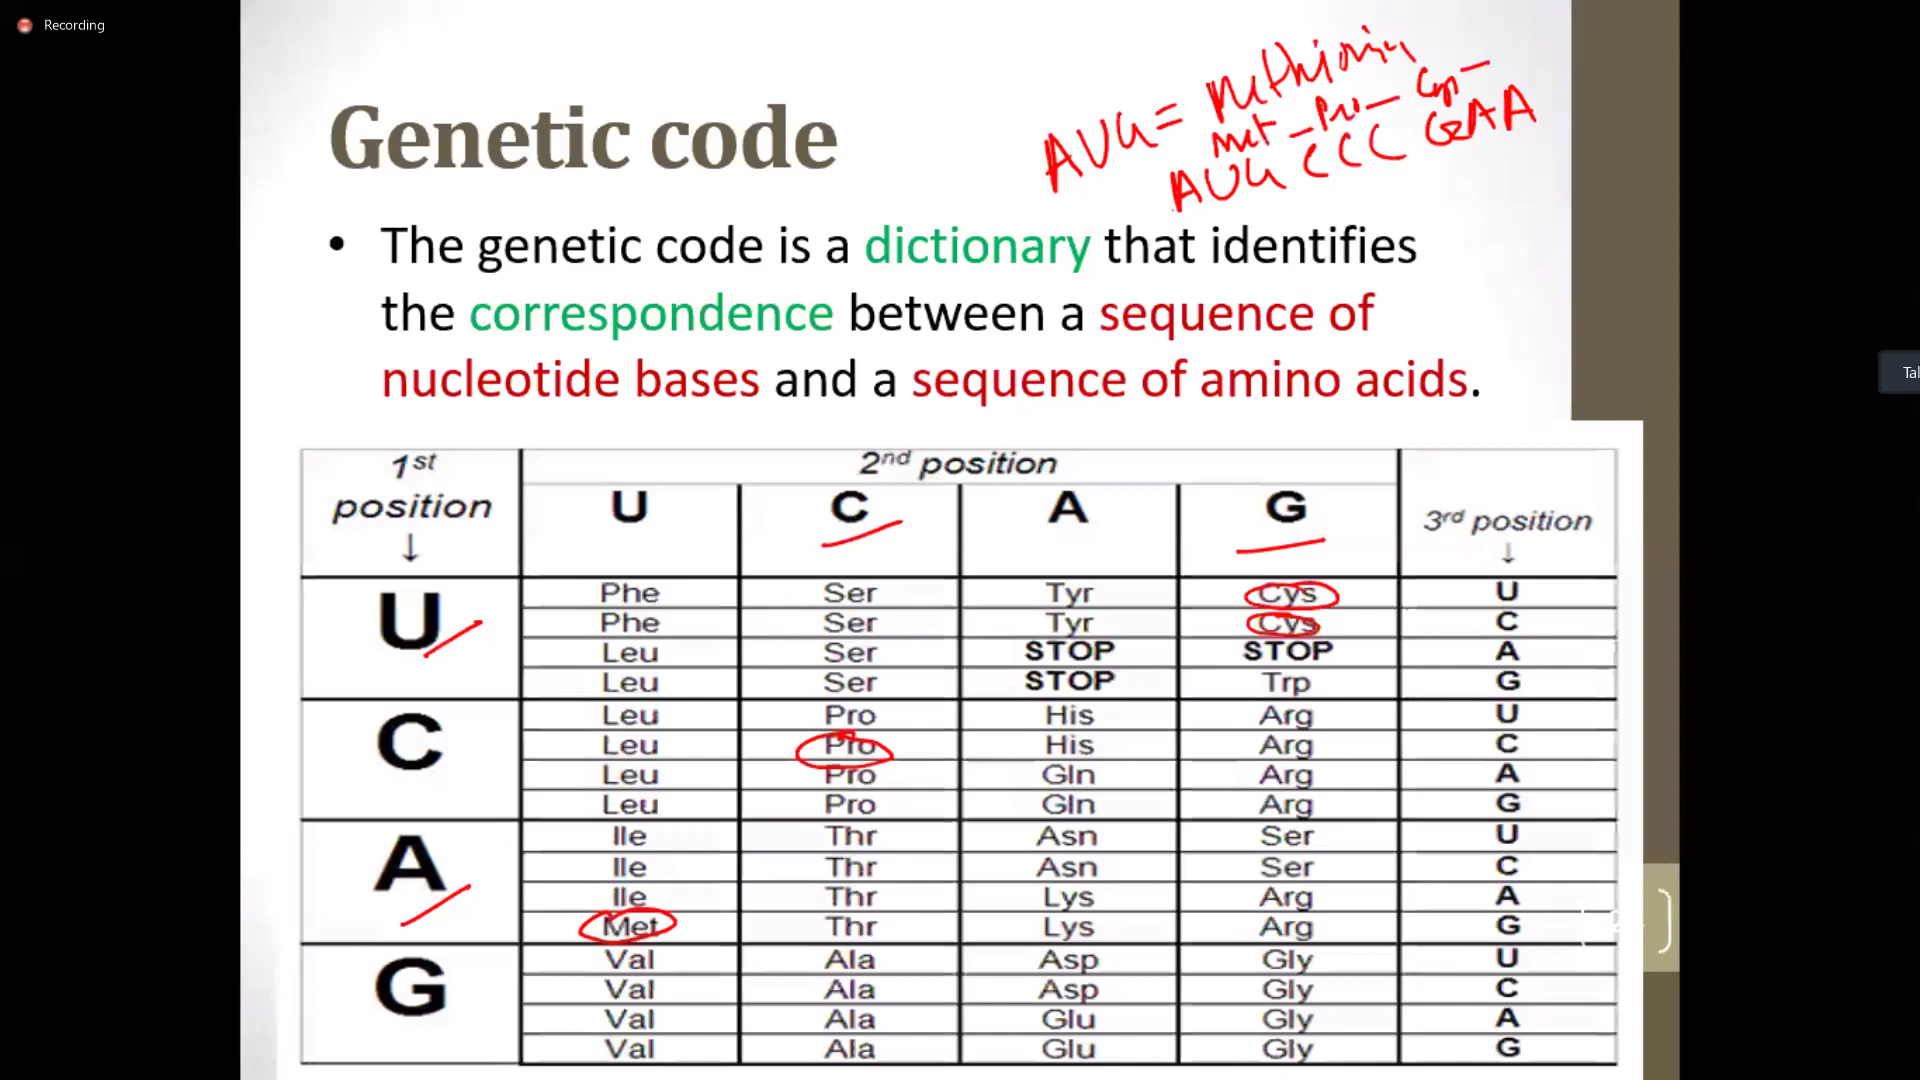 Recording
AUG = Methionin
Met - Pro - Cys -
AUG CCC GAA
Genetic code
• The genetic code is a dictionary that identifies
the correspondence between a sequence of
nucleotide bases and a sequence of amino acids.
Tal
1st position ↓ 2nd position 3rd position ↓
U C A G
U Phe Ser Tyr Cys U
Phe Ser Tyr Cys C
Leu Ser STOP STOP A
Leu Ser STOP Trp G
C Leu Pro His Arg U
Leu Pro His Arg C
Leu Pro Gln Arg A
Leu Pro Gln Arg G
A Ile Thr Asn Ser U
Ile Thr Asn Ser C
Ile Thr Lys Arg A
Met Thr Lys Arg G
G Val Ala Asp Gly U
Val Ala Asp Gly C
Val Ala Glu Gly A
Val Ala Glu Gly G